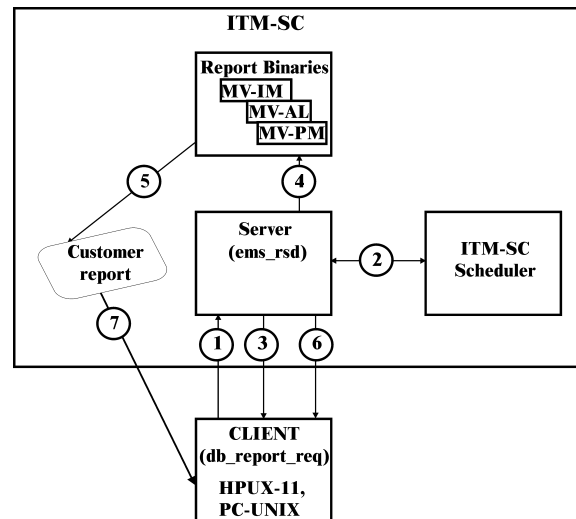 ITM-SC
Report Binaries
MV-IM
MV-AL
MV-PM
5
4
Server
(ems_rsd)
2
ITM-SC
Scheduler
Customer
report
7
1
3
6
CLIENT
(db_report_req)
HPUX-11,
PC-UNIX